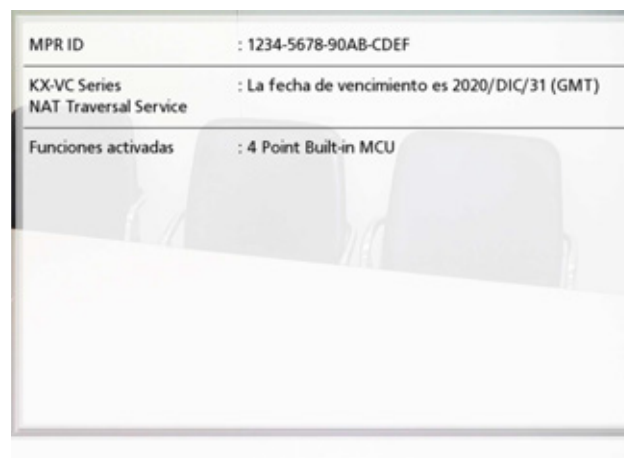 MPR ID : 1234-5678-90AB-CDEF
KX-VC Series : La fecha de vencimiento es 2020/DIC/31 (GMT)
NAT Traversal Service
Funciones activadas : 4 Point Built-in MCU